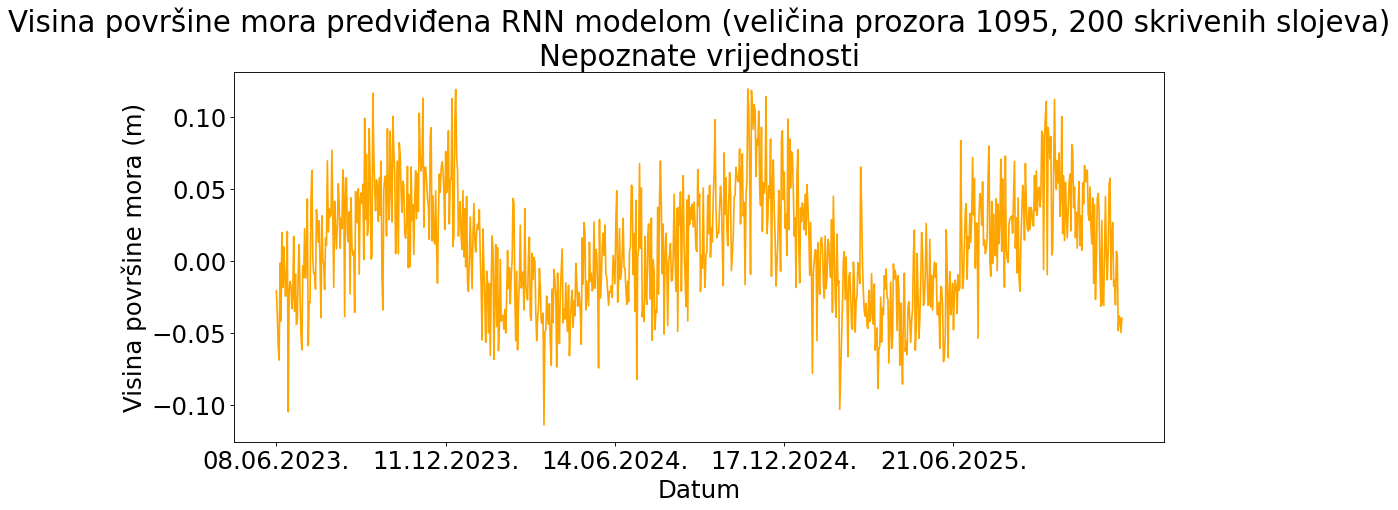 Visina površine mora predviđena RNN modelom (veličina prozora 1095, 200 skrivenih slojeva)
Nepoznate vrijednosti
Visina površine mora (m)
0.10
0.05
0.00
−0.05
−0.10
08.06.2023. 11.12.2023. 14.06.2024. 17.12.2024. 21.06.2025.
Datum